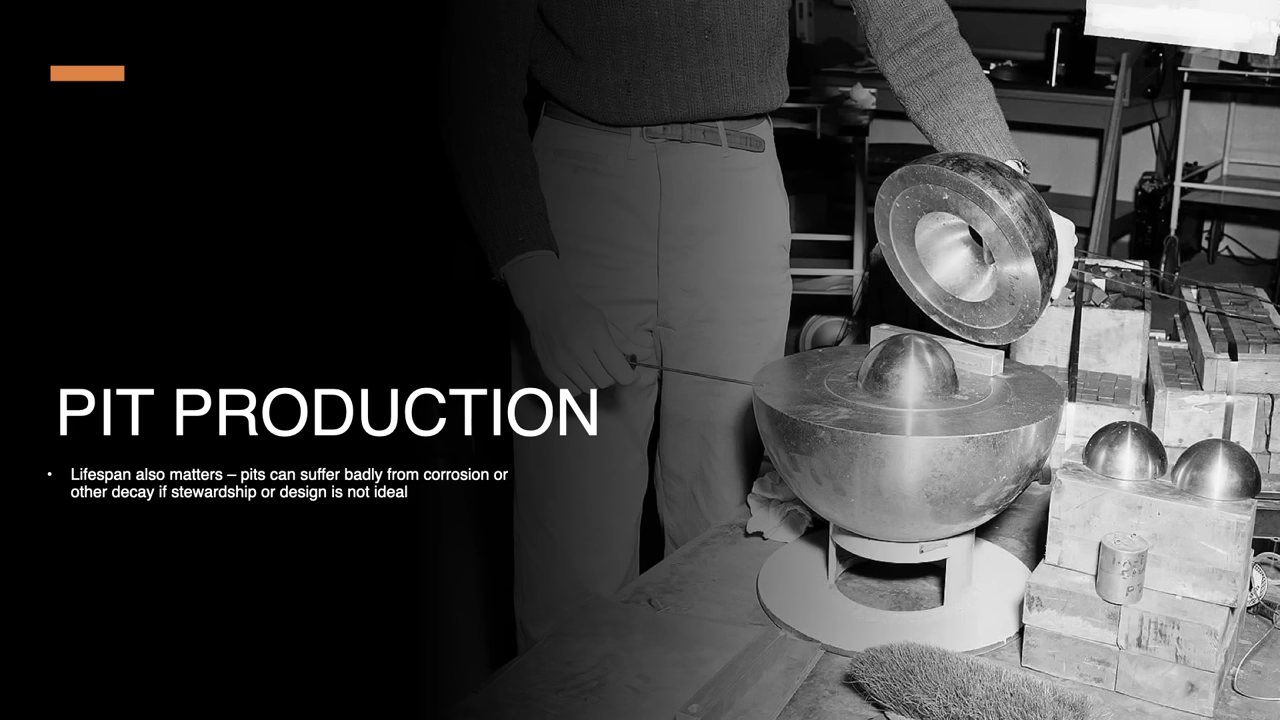 PIT PRODUCTION
• Lifespan also matters – pits can suffer badly from corrosion or
other decay if stewardship or design is not ideal